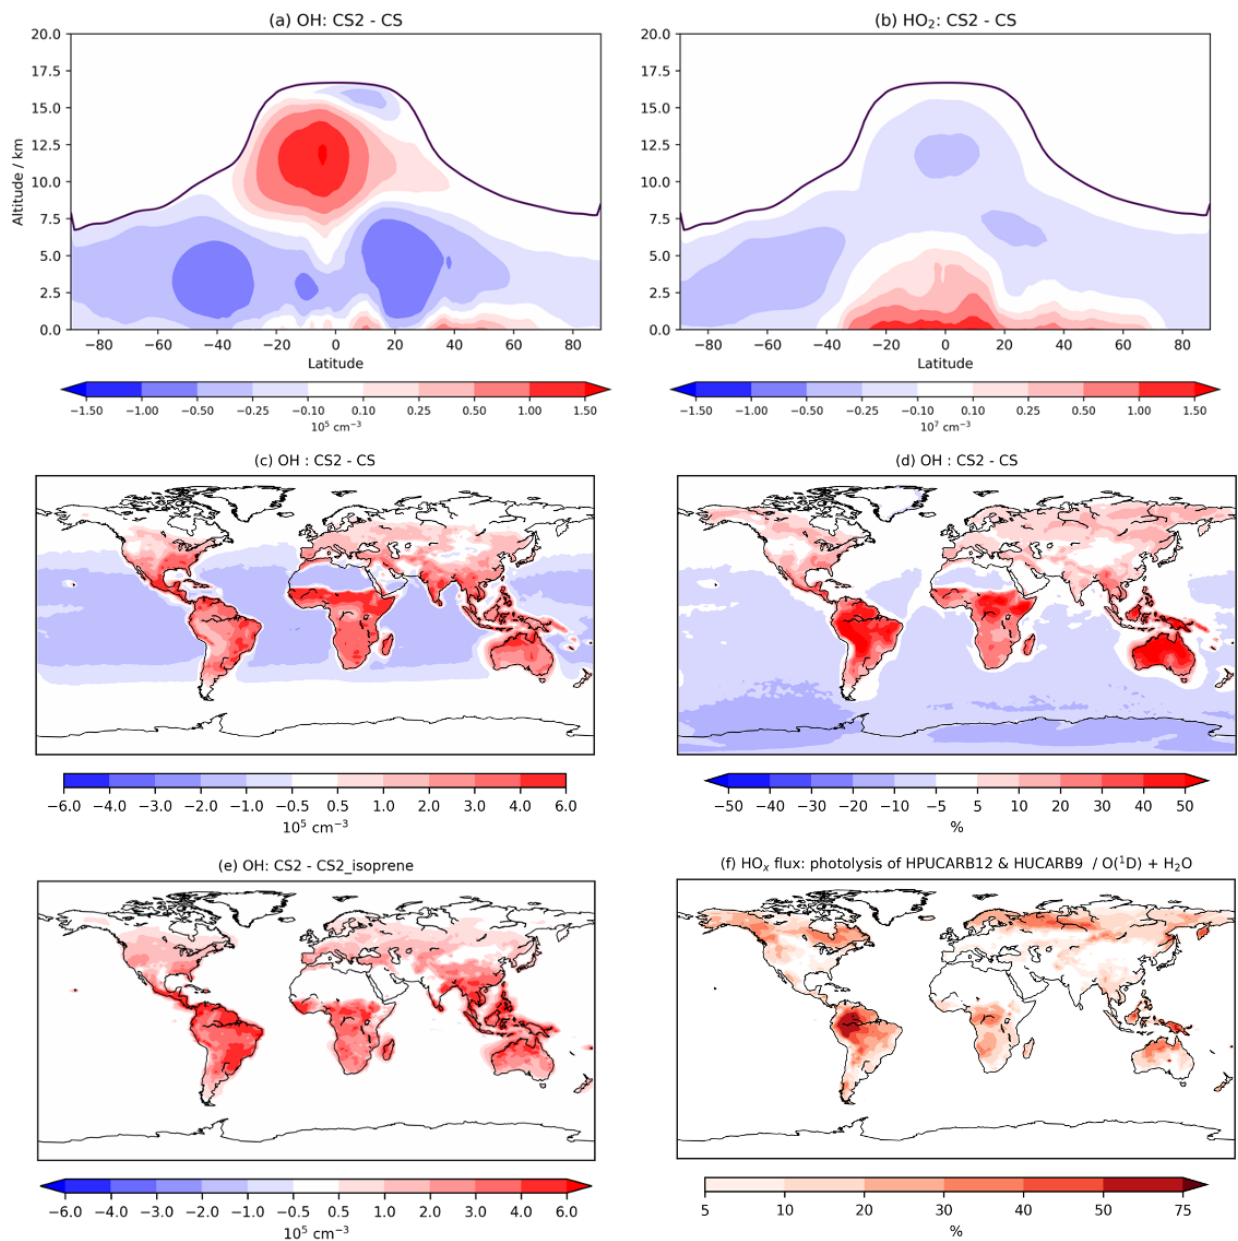 (a) OH: CS2 - CS
20.0
17.5
15.0
12.5
10.0
7.5
5.0
2.5
0.0
Altitude / km
−80 −60 −40 −20 0 20 40 60 80
Latitude
−1.50 −1.00 −0.50 −0.25 −0.10 0.10 0.25 0.50 1.00 1.50
10⁵ cm⁻³
(b) HO₂: CS2 - CS
20.0
17.5
15.0
12.5
10.0
7.5
5.0
2.5
0.0
−80 −60 −40 −20 0 20 40 60 80
Latitude
−1.50 −1.00 −0.50 −0.25 −0.10 0.10 0.25 0.50 1.00 1.50
10⁷ cm⁻³
(c) OH : CS2 - CS
−6.0 −4.0 −3.0 −2.0 −1.0 −0.5 0.5 1.0 2.0 3.0 4.0 6.0
10⁵ cm⁻³
(d) OH : CS2 - CS
−50 −40 −30 −20 −10 −5 5 10 20 30 40 50
%
(e) OH: CS2 - CS2_isoprene
−6.0 −4.0 −3.0 −2.0 −1.0 −0.5 0.5 1.0 2.0 3.0 4.0 6.0
10⁵ cm⁻³
(f) HOₓ flux: photolysis of HPUCARB12 & HUCARB9 / O(¹D) + H₂O
5 10 20 30 40 50 75
%